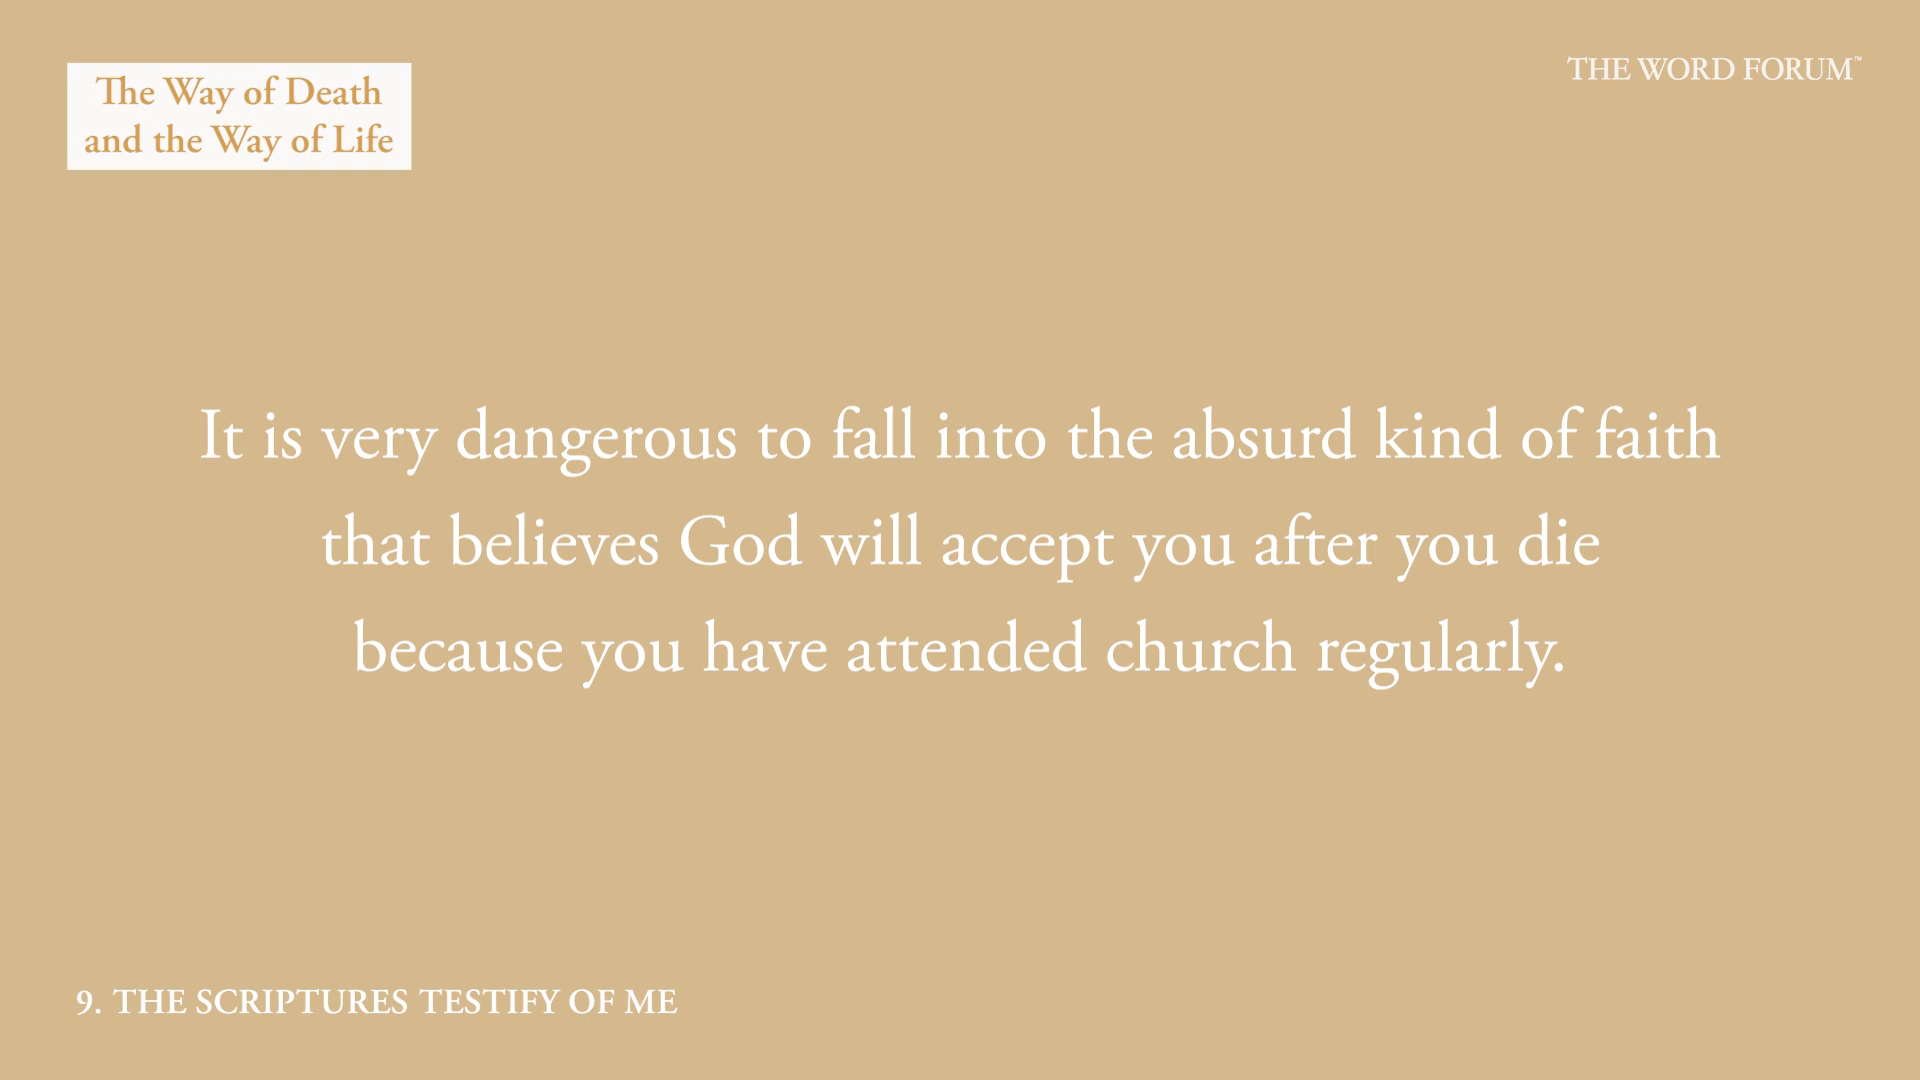 The Way of Death
and the Way of Life
THE WORD FORUM™
It is very dangerous to fall into the absurd kind of faith
that believes God will accept you after you die
because you have attended church regularly.
9. THE SCRIPTURES TESTIFY OF ME